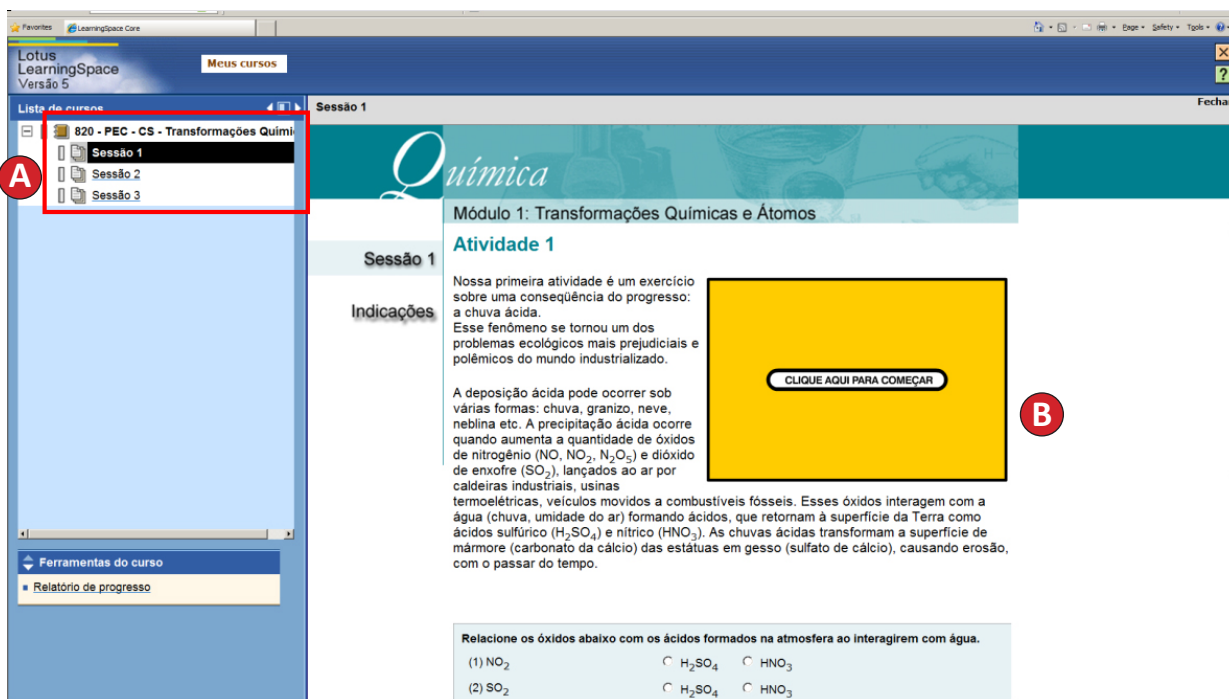 Favorites LearningSpace Core Page Safety Tools
Lotus
LearningSpace
Versão 5
Meus cursos
Lista de cursos
820 - PEC - CS - Transformações Químic
Sessão 1
Sessão 2
Sessão 3
A
Ferramentas do curso
Relatório de progresso
Sessão 1
Fechar
Química
Módulo 1: Transformações Químicas e Átomos
Sessão 1
Indicações
Atividade 1
Nossa primeira atividade é um exercício
sobre uma conseqüência do progresso:
a chuva ácida.
Esse fenômeno se tornou um dos
problemas ecológicos mais prejudiciais e
polêmicos do mundo industrializado.
A deposição ácida pode ocorrer sob
várias formas: chuva, granizo, neve,
neblina etc. A precipitação ácida ocorre
quando aumenta a quantidade de óxidos
de nitrogênio (NO, NO₂, N₂O₅) e dióxido
de enxofre (SO₂), lançados ao ar por
caldeiras industriais, usinas
termoelétricas, veículos movidos a combustíveis fósseis. Esses óxidos interagem com a
água (chuva, umidade do ar) formando ácidos, que retornam à superfície da Terra como
ácidos sulfúrico (H₂SO₄) e nítrico (HNO₃). As chuvas ácidas transformam a superfície de
mármore (carbonato da cálcio) das estátuas em gesso (sulfato de cálcio), causando erosão,
com o passar do tempo.
CLIQUE AQUI PARA COMEÇAR
B
Relacione os óxidos abaixo com os ácidos formados na atmosfera ao interagirem com água.
(1) NO₂ H₂SO₄ HNO₃
(2) SO₂ H₂SO₄ HNO₃